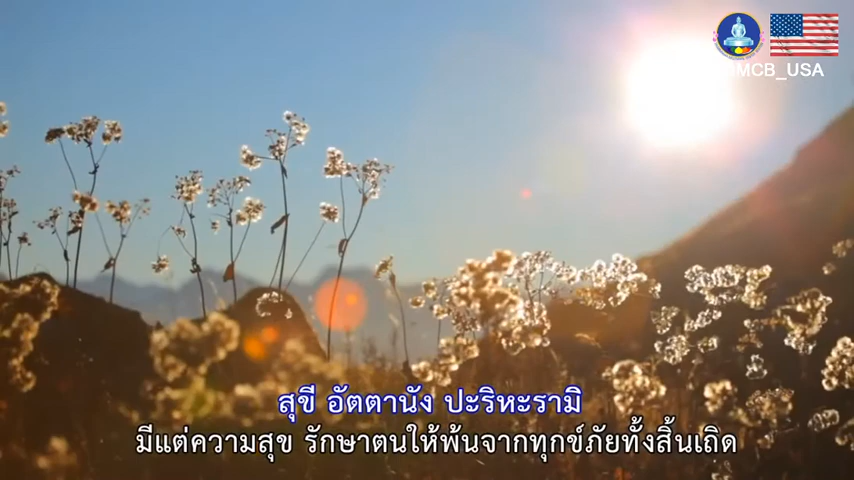 MCB_USA
สุขี อัตตานัง ปะริหะรามิ
มีแต่ความสุข รักษาตนให้พ้นจากทุกข์ภัยทั้งสิ้นเถิด